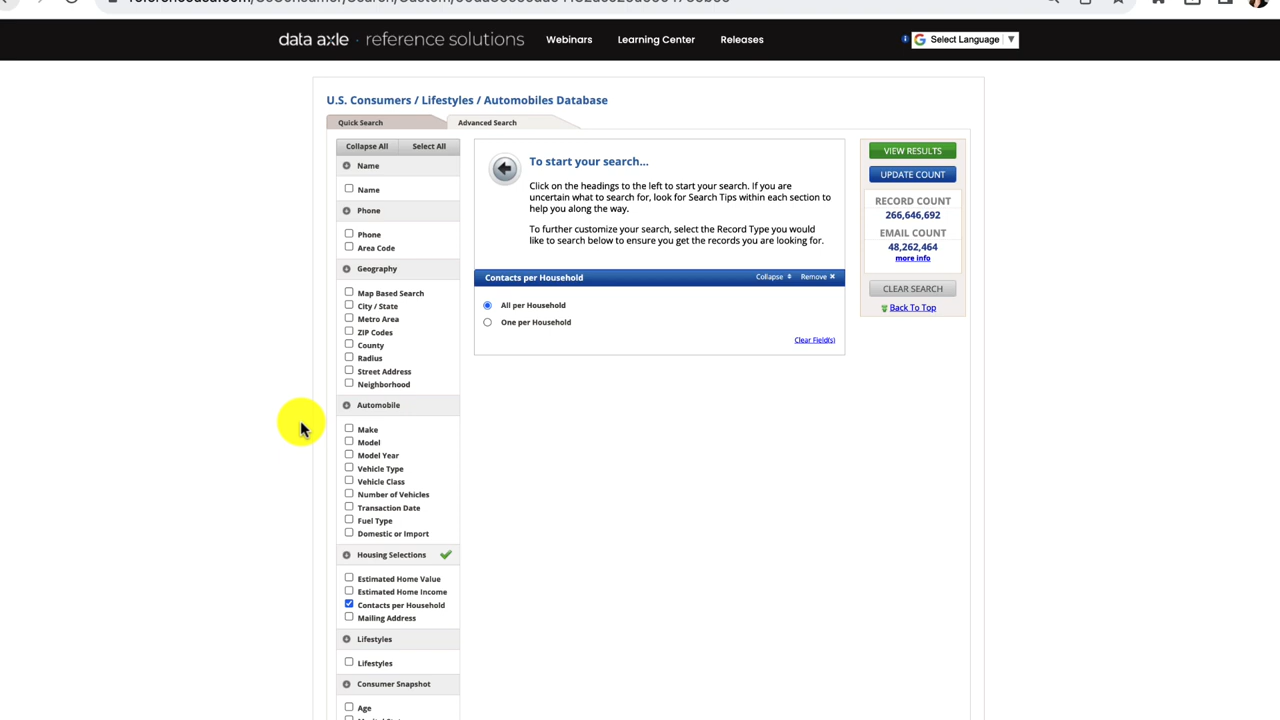 data axle · reference solutions
Webinars
Learning Center
Releases
Select Language
U.S. Consumers / Lifestyles / Automobiles Database
Quick Search
Advanced Search
Collapse All
Select All
Name
Name
Phone
Phone
Area Code
Geography
Map Based Search
City / State
Metro Area
ZIP Codes
County
Radius
Street Address
Neighborhood
Automobile
Make
Model
Model Year
Vehicle Type
Vehicle Class
Number of Vehicles
Transaction Date
Fuel Type
Domestic or Import
Housing Selections
Estimated Home Value
Estimated Home Income
Contacts per Household
Mailing Address
Lifestyles
Lifestyles
Consumer Snapshot
Age
To start your search...
Click on the headings to the left to start your search. If you are
uncertain what to search for, look for Search Tips within each section to
help you along the way.
To further customize your search, select the Record Type you would
like to search below to ensure you get the records you are looking for.
Contacts per Household
Collapse
Remove
All per Household
One per Household
Clear Field(s)
VIEW RESULTS
UPDATE COUNT
RECORD COUNT
266,646,692
EMAIL COUNT
48,262,464
more info
CLEAR SEARCH
Back To Top